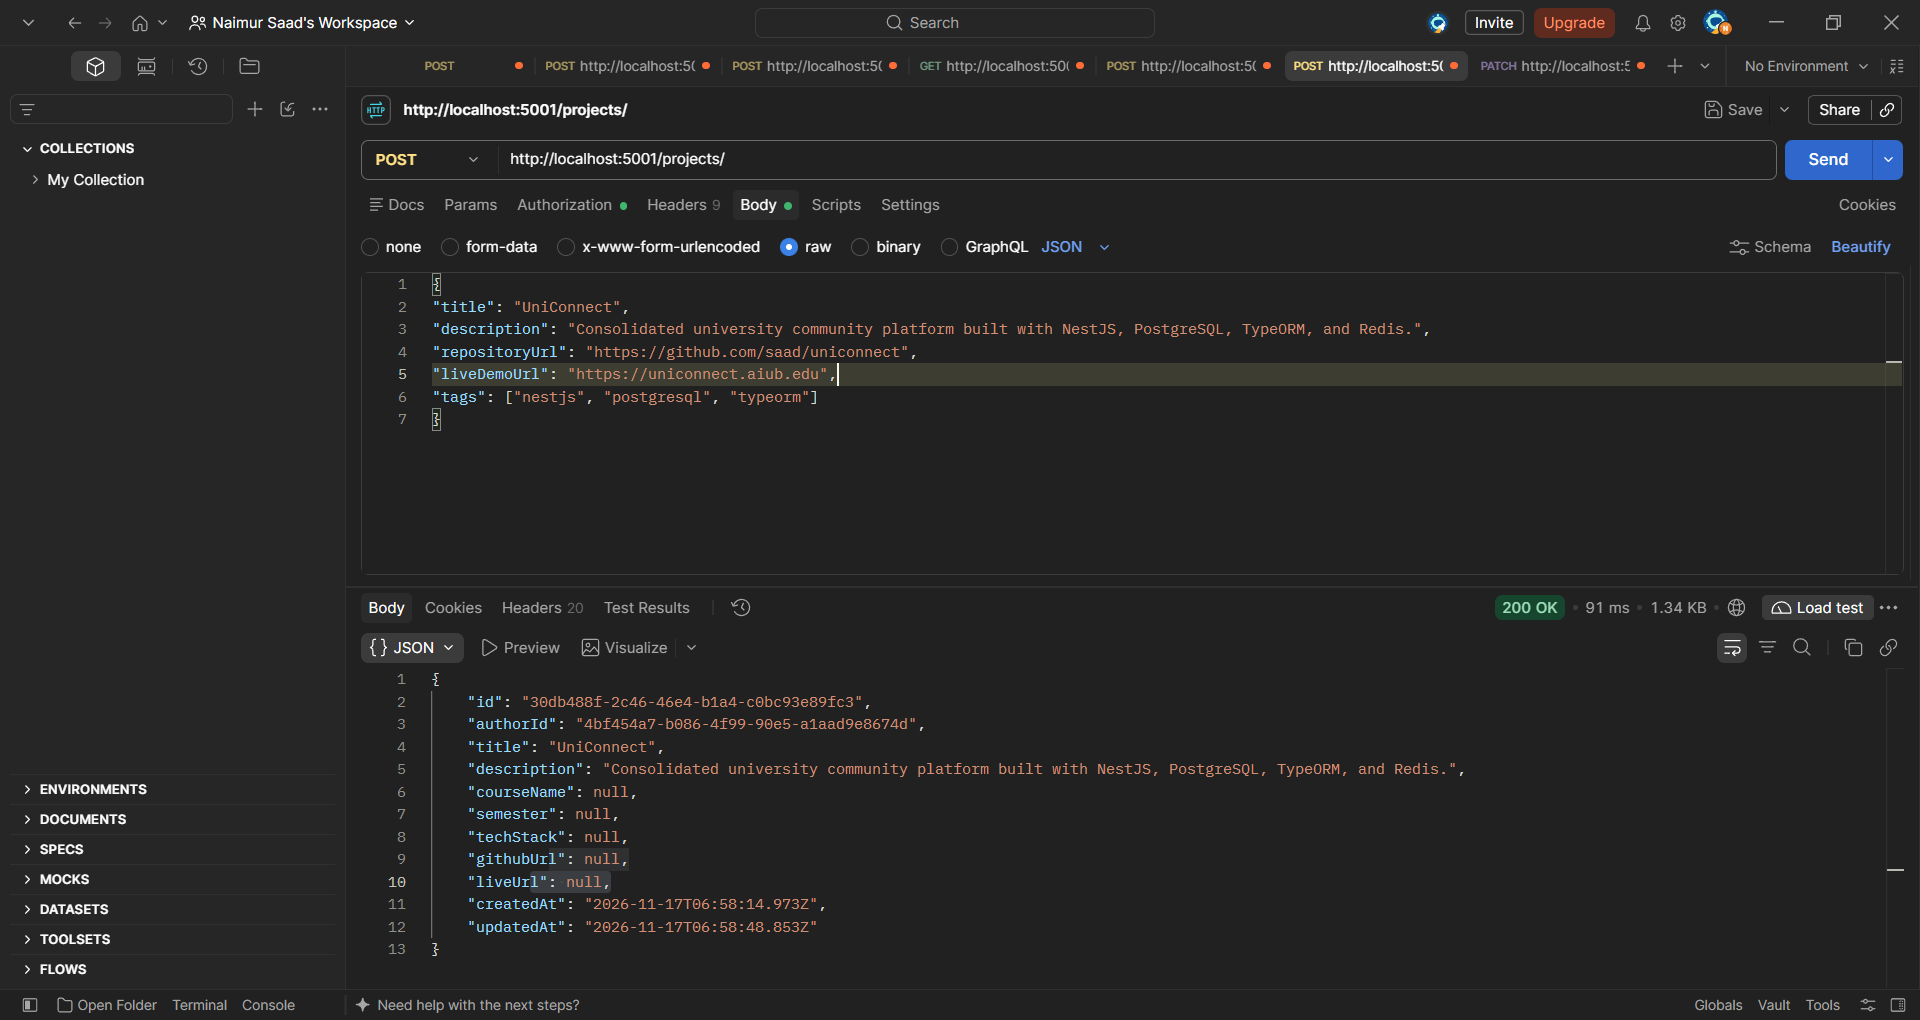 Naimur Saad's Workspace
Search
Invite
Upgrade
POST
POST http://localhost:50
POST http://localhost:50
GET http://localhost:500
POST http://localhost:50
POST http://localhost:50
PATCH http://localhost:5
No Environment
HTTP
http://localhost:5001/projects/
Save
Share
COLLECTIONS
My Collection
POST
http://localhost:5001/projects/
Send
Docs
Params
Authorization
Headers 9
Body
Scripts
Settings
Cookies
none
form-data
x-www-form-urlencoded
raw
binary
GraphQL
JSON
Schema
Beautify
1 {
2 "title": "UniConnect",
3 "description": "Consolidated university community platform built with NestJS, PostgreSQL, TypeORM, and Redis.",
4 "repositoryUrl": "https://github.com/saad/uniconnect",
5 "liveDemoUrl": "https://uniconnect.aiub.edu",
6 "tags": ["nestjs", "postgresql", "typeorm"]
7 }
Body
Cookies
Headers 20
Test Results
200 OK
91 ms
1.34 KB
Load test
{} JSON
Preview
Visualize
1 {
2 "id": "30db488f-2c46-46e4-b1a4-c0bc93e89fc3",
3 "authorId": "4bf454a7-b086-4f99-90e5-a1aad9e8674d",
4 "title": "UniConnect",
5 "description": "Consolidated university community platform built with NestJS, PostgreSQL, TypeORM, and Redis.",
6 "courseName": null,
7 "semester": null,
8 "techStack": null,
9 "githubUrl": null,
10 "liveUrl": null,
11 "createdAt": "2026-11-17T06:58:14.973Z",
12 "updatedAt": "2026-11-17T06:58:48.853Z"
13 }
ENVIRONMENTS
DOCUMENTS
SPECS
MOCKS
DATASETS
TOOLSETS
FLOWS
Open Folder
Terminal
Console
Need help with the next steps?
Globals
Vault
Tools